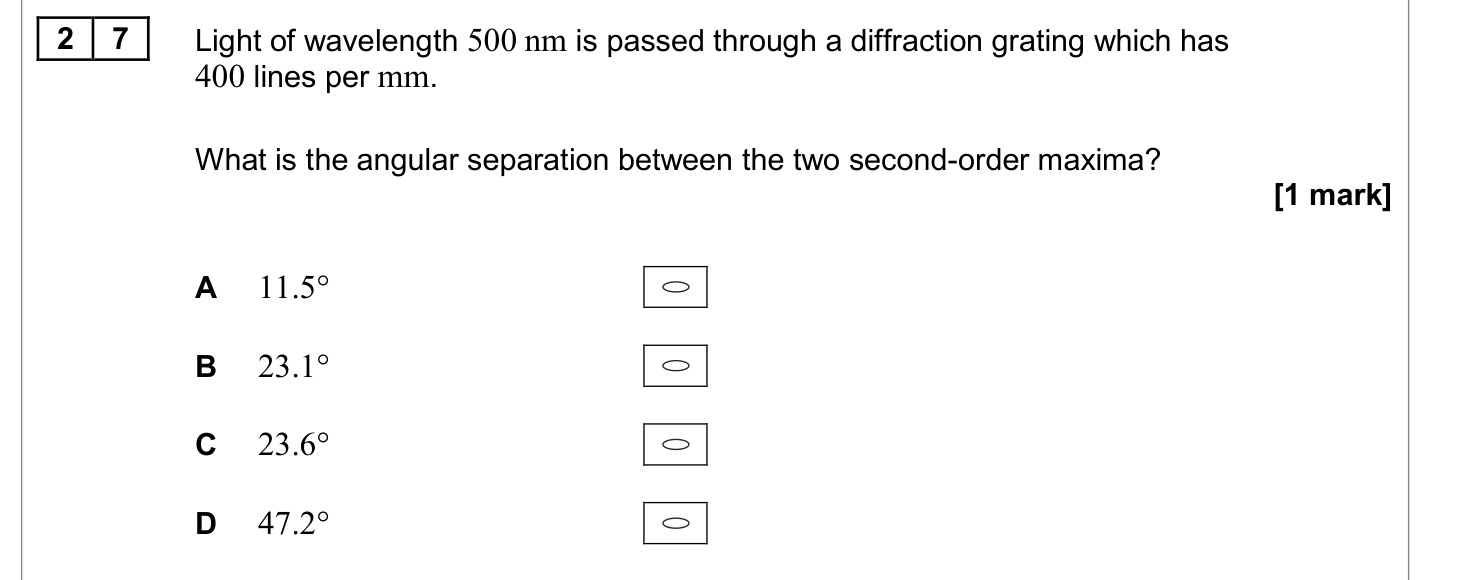 2 7 Light of wavelength 500 nm is passed through a diffraction grating which has
400 lines per mm.
What is the angular separation between the two second-order maxima?
[1 mark]
A 11.5°
B 23.1°
C 23.6°
D 47.2°